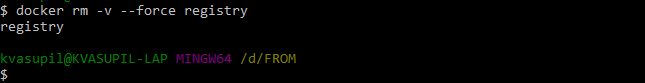 $ docker rm -v --force registry
registry
kvasupil@KVASUPIL-LAP MINGW64 /d/FROM
$